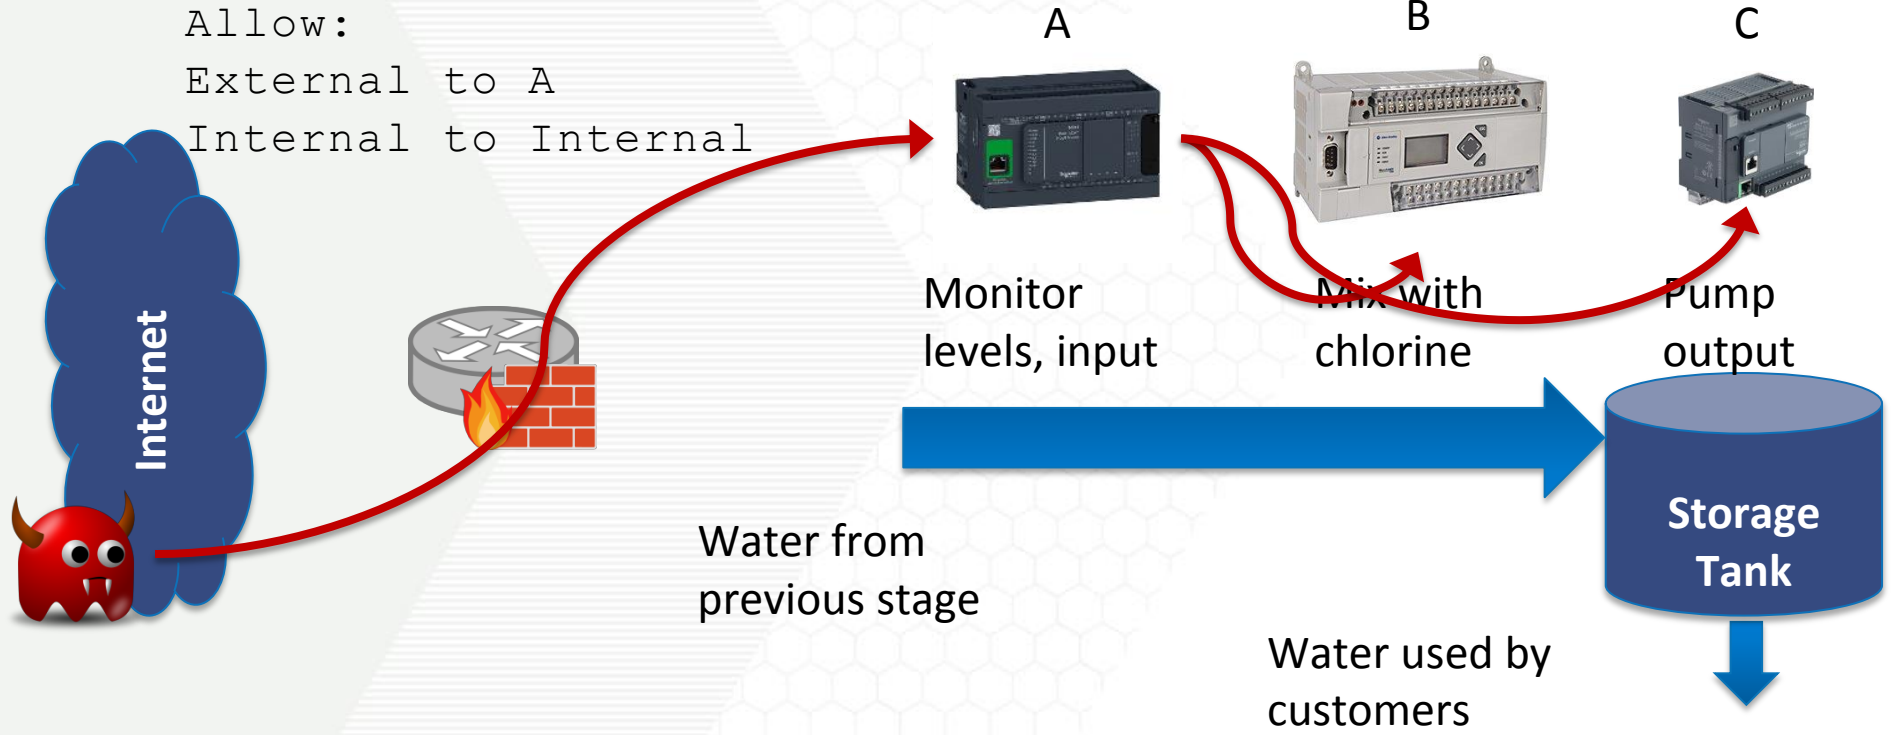 Allow:
External to A
Internal to Internal
A
B
C
Internet
Monitor
levels, input
Mix with
chlorine
Pump
output
Water from
previous stage
Storage
Tank
Water used by
customers